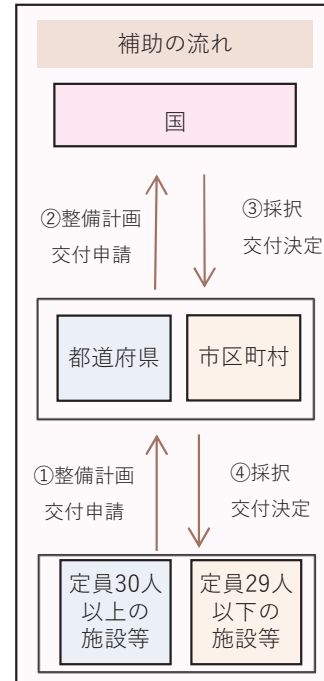 補助の流れ
国
②整備計画
交付申請
③採択
交付決定
都道府県
市区町村
①整備計画
交付申請
④採択
交付決定
定員30人
以上の
施設等
定員29人
以下の
施設等